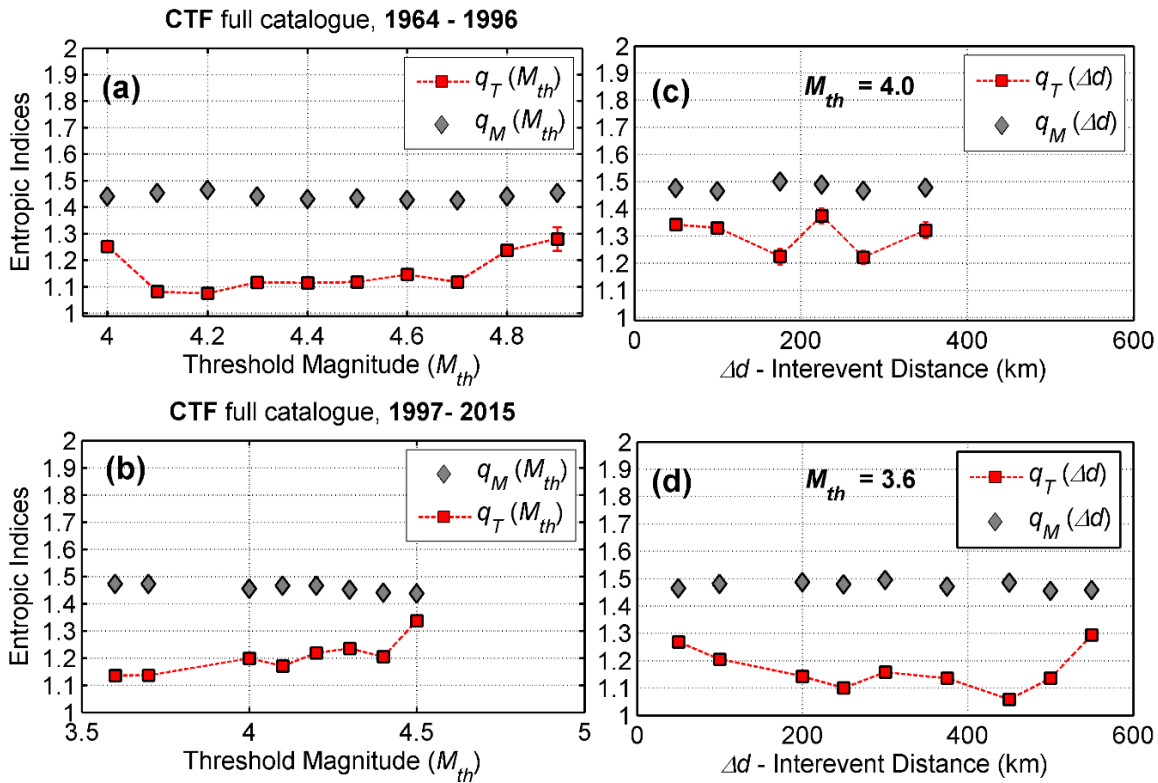 CTF full catalogue, 1964 - 1996
Entropic Indices
2
1.9
1.8
1.7
1.6
1.5
1.4
1.3
1.2
1.1
1
(a)
q_T (M_th)
q_M (M_th)
4 4.2 4.4 4.6 4.8
Threshold Magnitude (M_th)
2
1.9
1.8
1.7
1.6
1.5
1.4
1.3
1.2
1.1
1
(c)
M_th = 4.0
q_T (Δd)
q_M (Δd)
0 200 400 600
Δd - Interevent Distance (km)
CTF full catalogue, 1997- 2015
Entropic Indices
2
1.9
1.8
1.7
1.6
1.5
1.4
1.3
1.2
1.1
1
(b)
q_M (M_th)
q_T (M_th)
3.5 4 4.5 5
Threshold Magnitude (M_th)
2
1.9
1.8
1.7
1.6
1.5
1.4
1.3
1.2
1.1
1
(d)
M_th = 3.6
q_T (Δd)
q_M (Δd)
0 200 400 600
Δd - Interevent Distance (km)